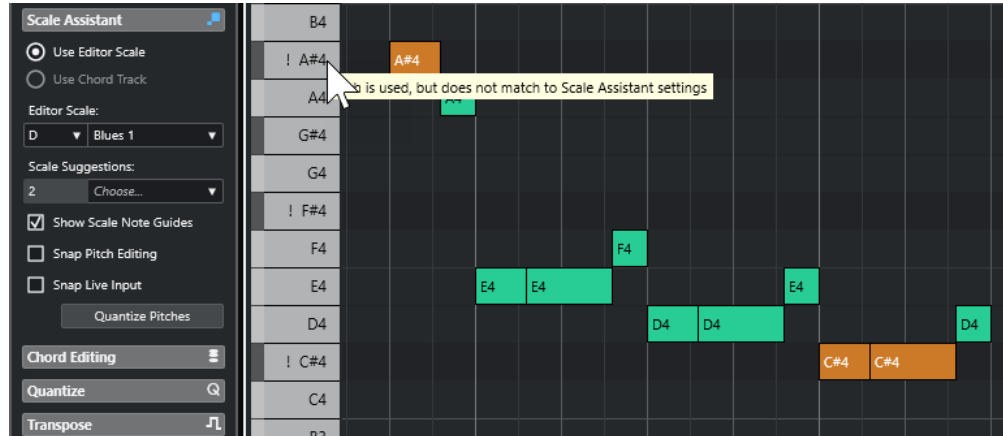 Scale Assistant
Use Editor Scale
Use Chord Track
Editor Scale:
D Blues 1
Scale Suggestions:
2 Choose...
Show Scale Note Guides
Snap Pitch Editing
Snap Live Input
Quantize Pitches
Chord Editing
Quantize Q
Transpose
B4
! A#4 A#4
is used, but does not match to Scale Assistant settings
A4 A4
G#4
G4
! F#4
F4 F4
E4 E4 E4 E4
D4 D4 D4 D4
! C#4 C#4 C#4
C4